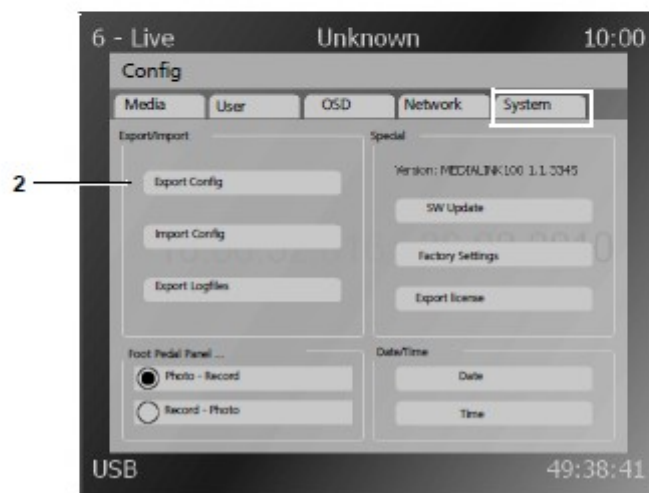 6 - Live Unknown 10:00
Config
Media User OSD Network System
Export/Import Special
Version: MEDIALINK100 1.1.3345
2 Export Config
SW Update
Import Config
Factory Settings
Export Logfiles
Export license
Foot Pedal Panel ... Date/Time
Photo - Record Date
Record - Photo Time
USB 49:38:41